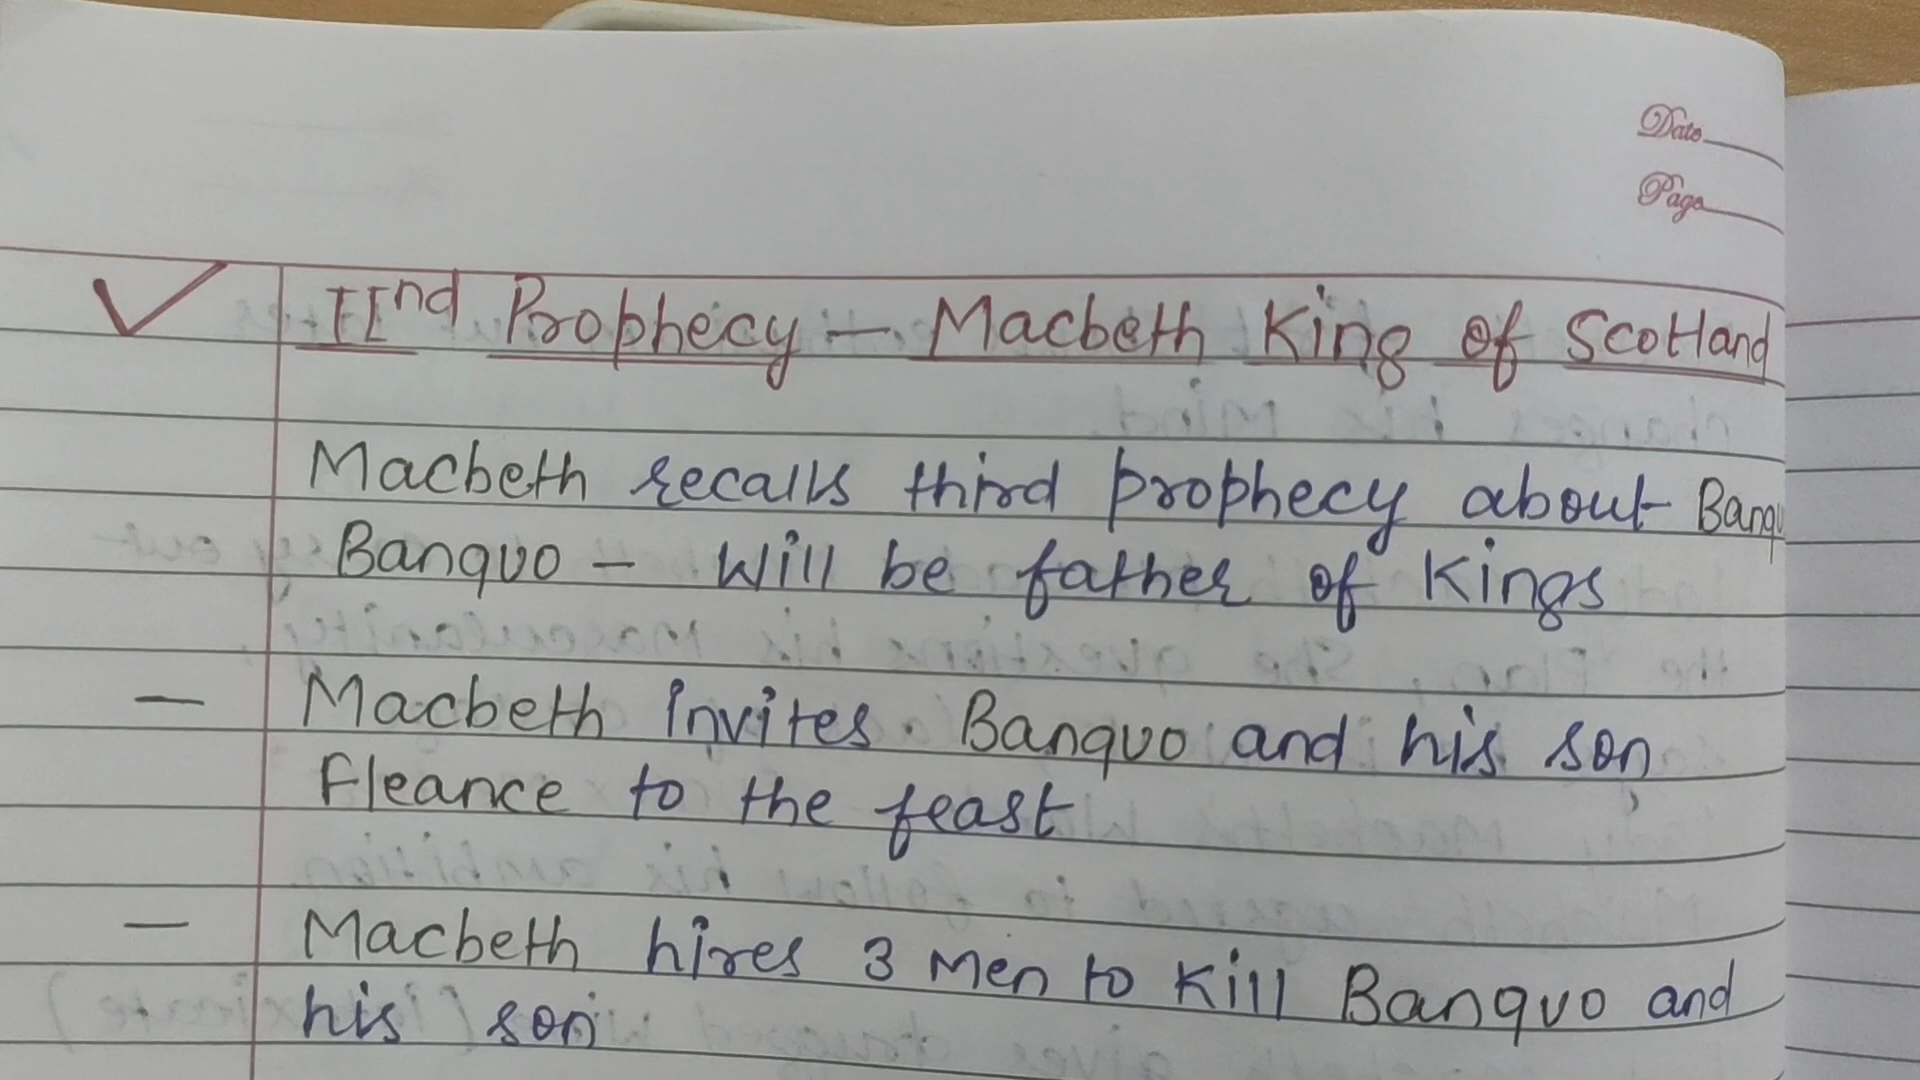 Date
Page
IInd Prophecy - Macbeth King of Scotland
Macbeth recalls third prophecy about Banqu
Banquo - Will be father of Kings
- Macbeth invites. Banquo and his son,
Fleance to the feast
- Macbeth hires 3 Men to Kill Banquo and
his son